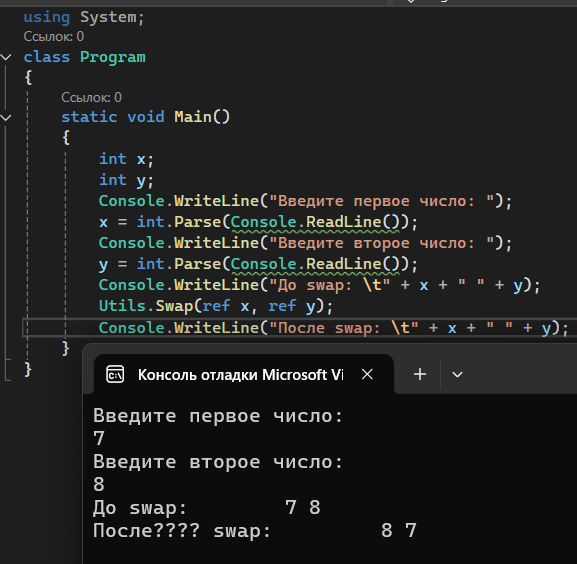 using System;
Ссылок: 0
class Program
{
Ссылок: 0
static void Main()
{
int x;
int y;
Console.WriteLine("Введите первое число: ");
x = int.Parse(Console.ReadLine());
Console.WriteLine("Введите второе число: ");
y = int.Parse(Console.ReadLine());
Console.WriteLine("До swap: \t" + x + " " + y);
Utils.Swap(ref x, ref y);
Console.WriteLine("После swap: \t" + x + " " + y);
}
}
Консоль отладки Microsoft Vi
Введите первое число:
7
Введите второе число:
8
До swap: 7 8
После???? swap: 8 7